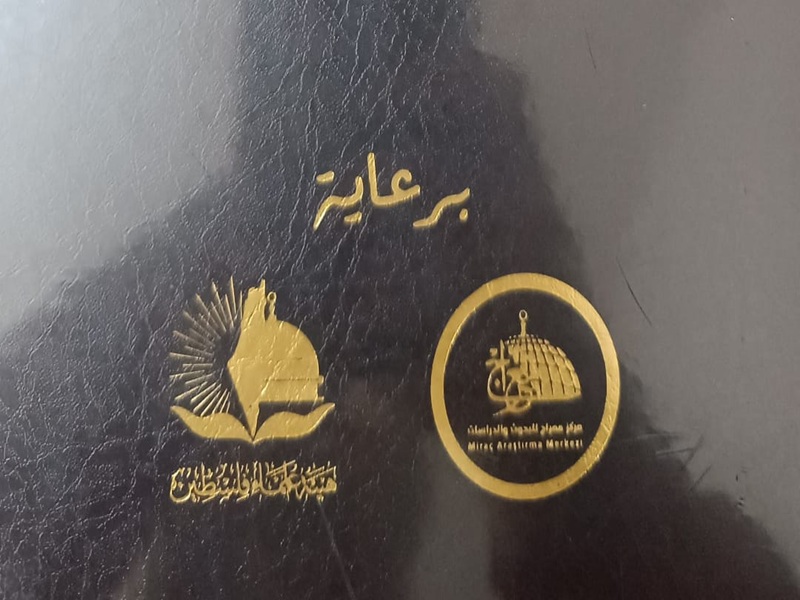 برعاية
هيئة علماء فلسطين
مركز معراج للبحوث والدراسات
Miraç Araştırma Merkezi